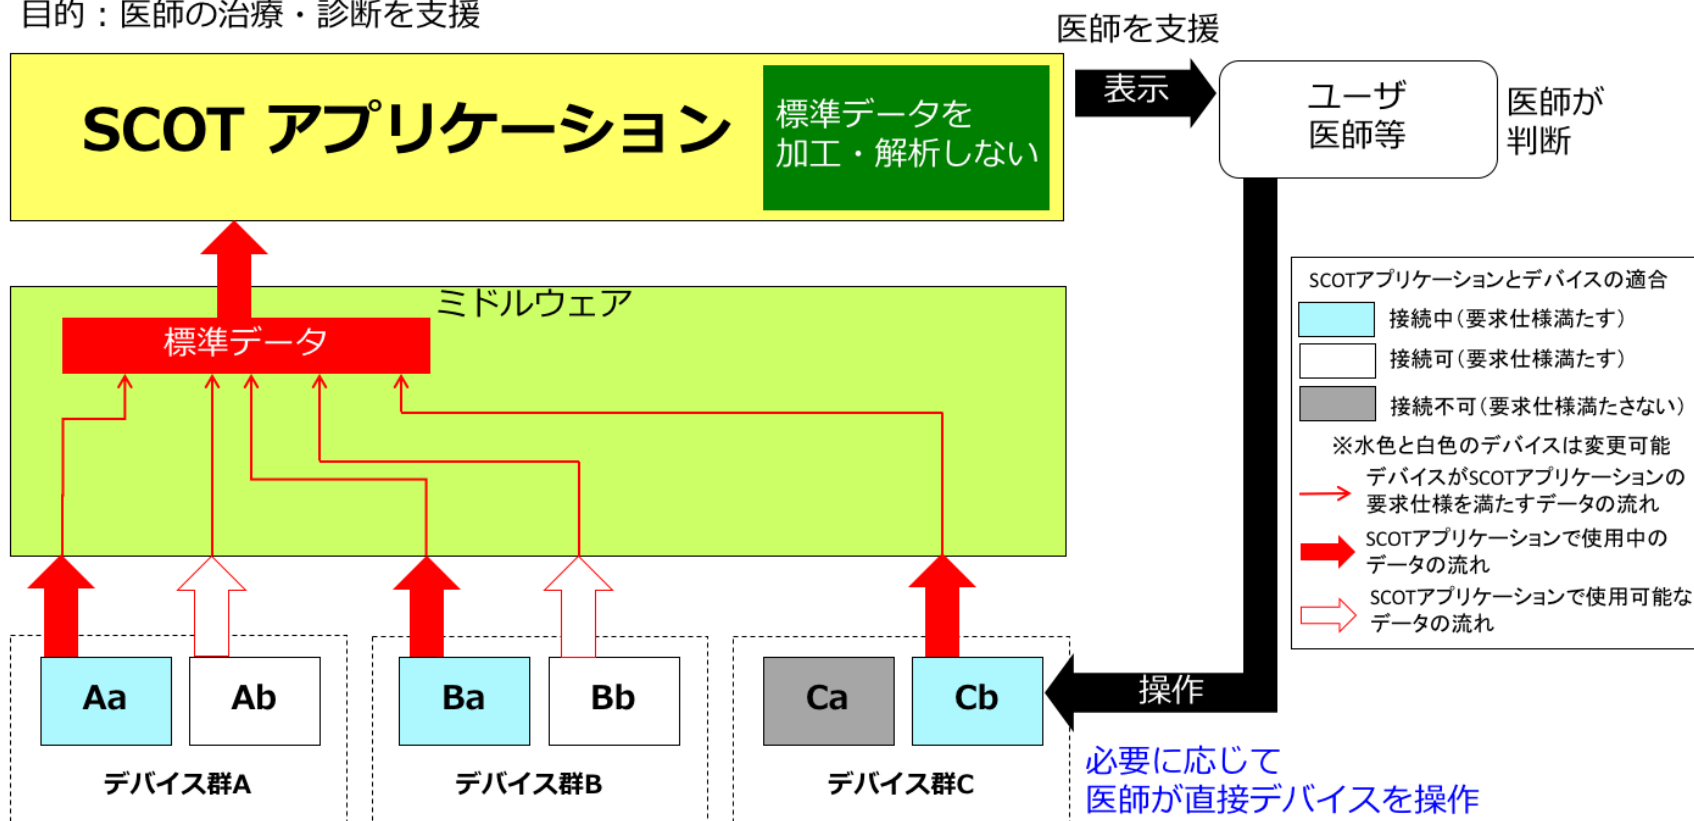 目的：医師の治療・診断を支援
医師を支援
SCOT アプリケーション
標準データを
加工・解析しない
表示
ユーザ
医師等
医師が
判断
ミドルウェア
標準データ
SCOTアプリケーションとデバイスの適合
接続中（要求仕様満たす）
接続可（要求仕様満たす）
接続不可（要求仕様満たさない）
※水色と白色のデバイスは変更可能
デバイスがSCOTアプリケーションの
要求仕様を満たすデータの流れ
SCOTアプリケーションで使用中の
データの流れ
SCOTアプリケーションで使用可能な
データの流れ
Aa
Ab
Ba
Bb
Ca
Cb
操作
デバイス群A
デバイス群B
デバイス群C
必要に応じて
医師が直接デバイスを操作